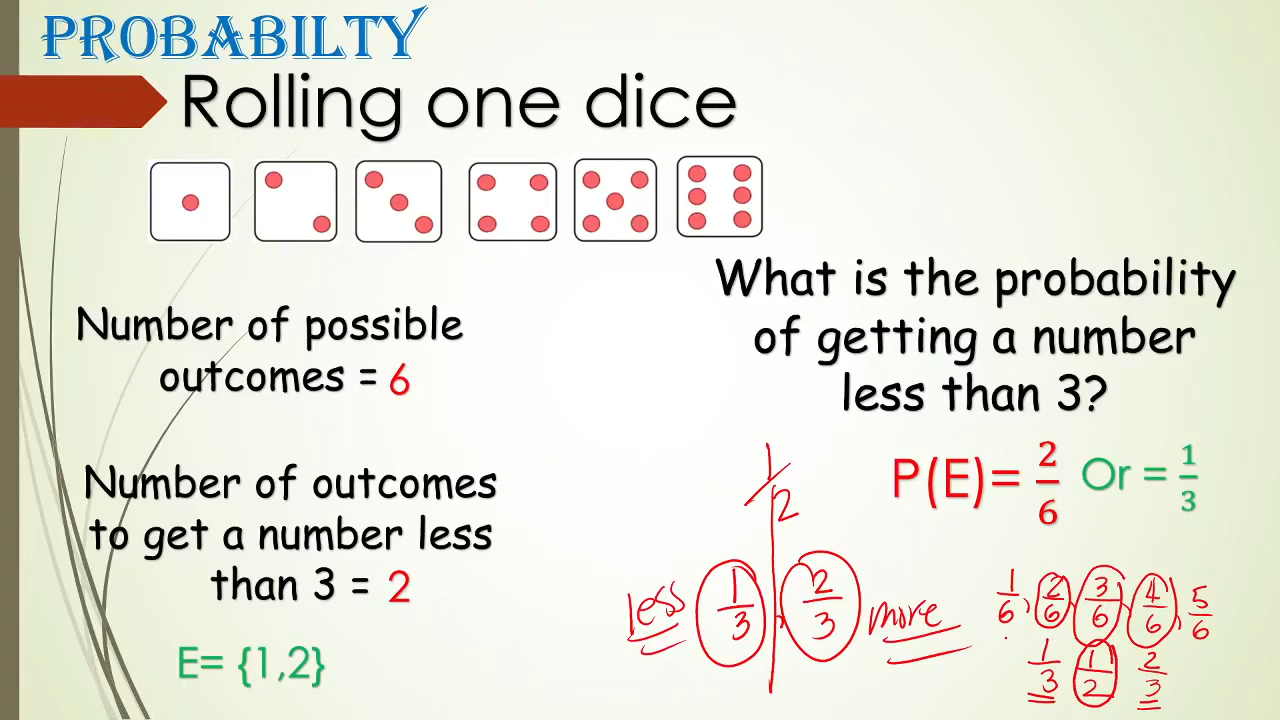 PROBABILTY
Rolling one dice
Number of possible
outcomes = 6
Number of outcomes
to get a number less
than 3 = 2
E= {1,2}
What is the probability
of getting a number
less than 3?
P(E)= 2/6 Or = 1/3
1/2
less 1/3 , 2/3 more
1/6, 2/6, 3/6, 4/6, 5/6
1/3 1/2 2/3